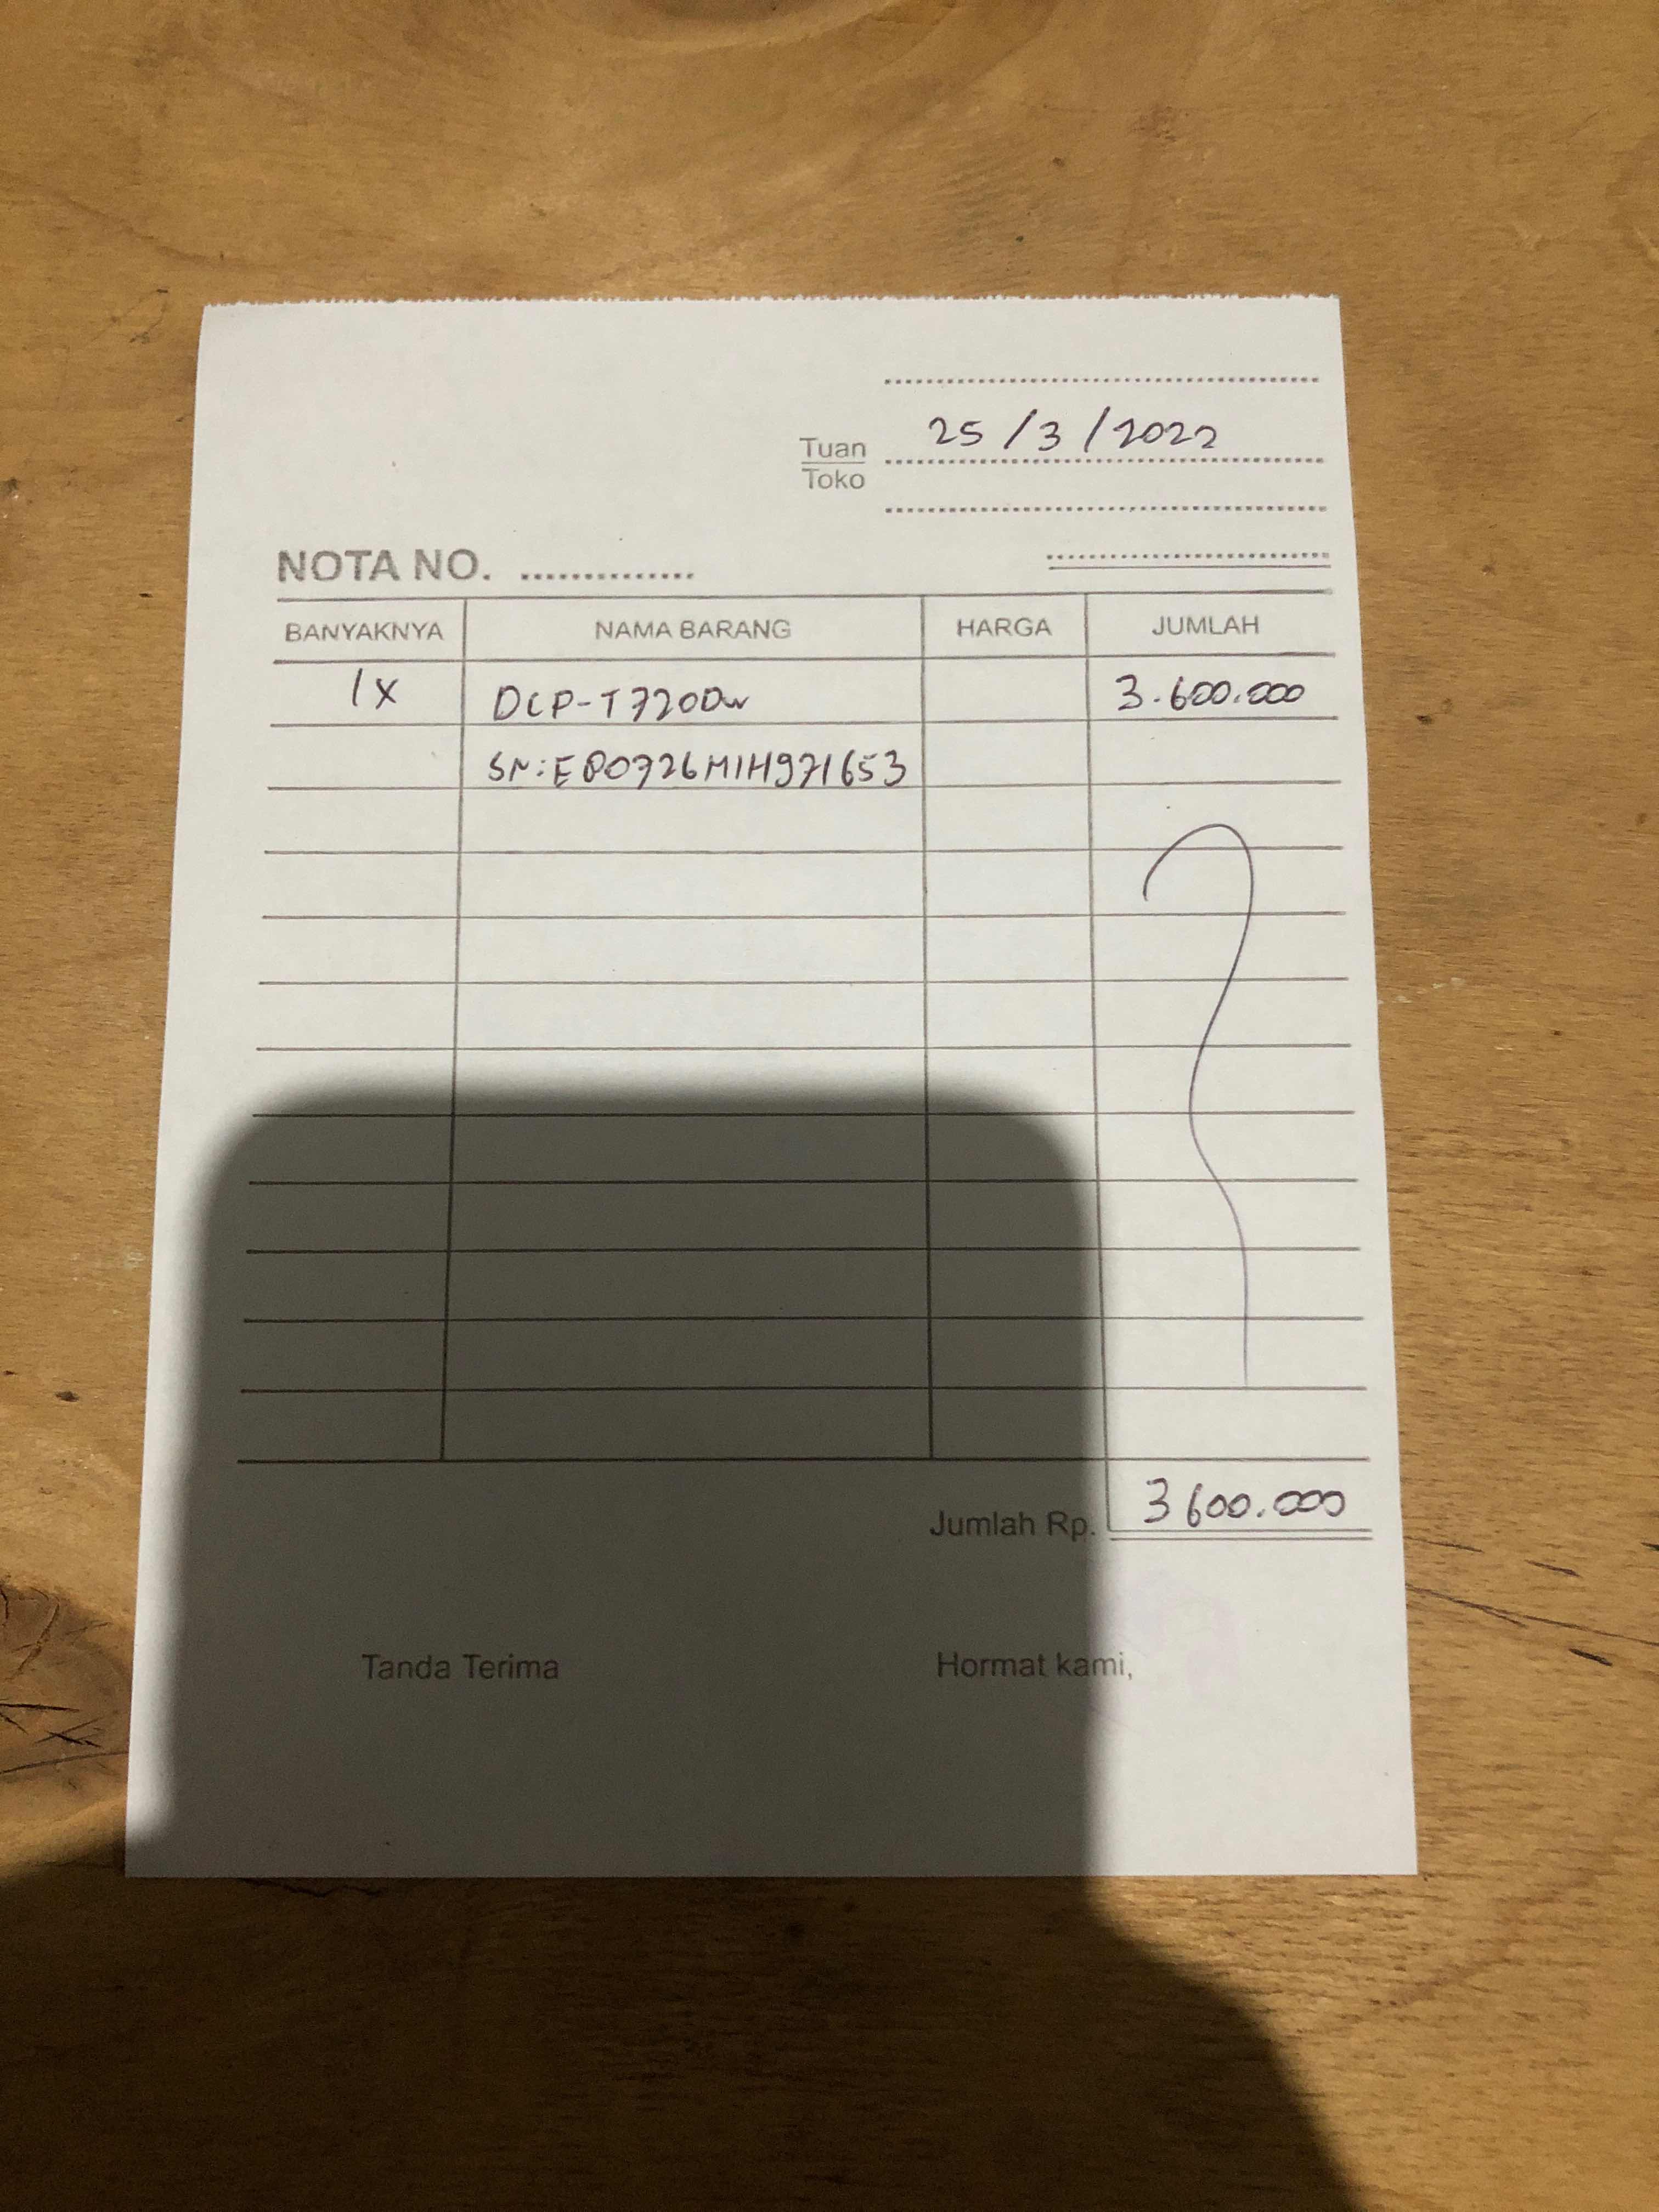 25/3/2022
Tuan
Toko
NOTA NO. ..............
BANYAKNYA NAMA BARANG HARGA JUMLAH
1x DCP-T720DW 3.600.000
SN:E80726M1H971653
Jumlah Rp. 3600.000
Tanda Terima Hormat kami,